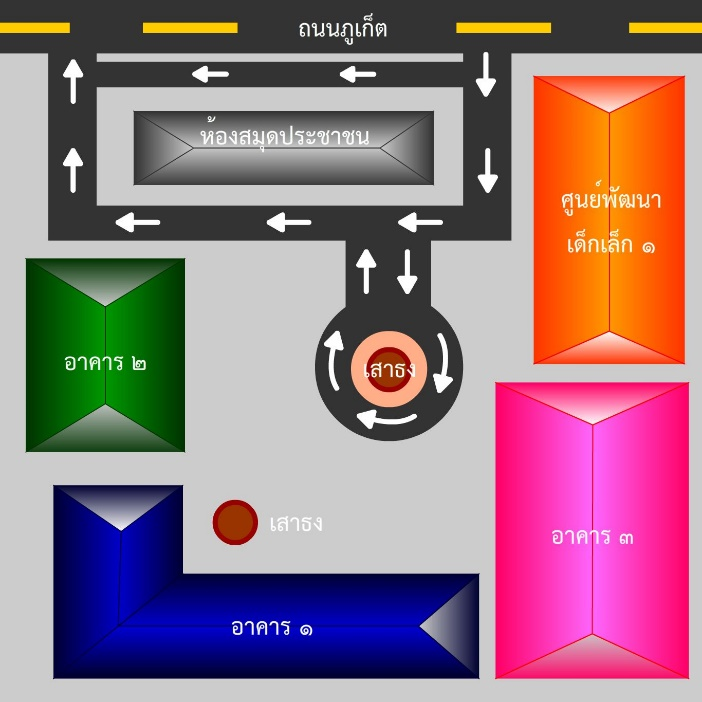 ถนนภูเก็ต
ห้องสมุดประชาชน
ศูนย์พัฒนา
เด็กเล็ก ๑
อาคาร ๒
เสาธง
เสาธง
อาคาร ๓
อาคาร ๑